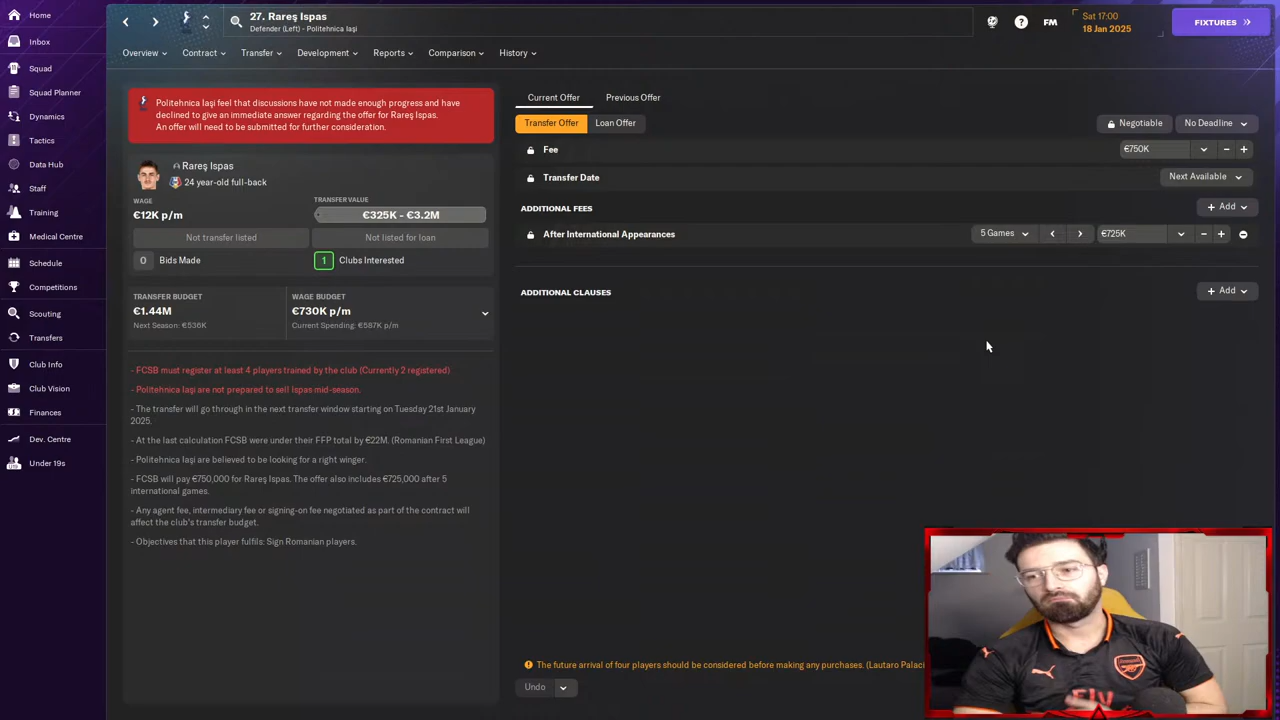 27. Rareş Ispas
Defender (Left) - Politehnica Iaşi
FM
Sat 17:00
18 Jan 2025
FIXTURES
Home
Inbox
Squad
Squad Planner
Dynamics
Tactics
Data Hub
Staff
Training
Medical Centre
Schedule
Competitions
Scouting
Transfers
Club Info
Club Vision
Finances
Dev. Centre
Under 19s
Overview
Contract
Transfer
Development
Reports
Comparison
History
Politehnica Iaşi feel that discussions have not made enough progress and have
declined to give an immediate answer regarding the offer for Rareş Ispas.
An offer will need to be submitted for further consideration.
Rareş Ispas
24 year-old full-back
WAGE
€12K p/m
TRANSFER VALUE
€325K - €3.2M
Not transfer listed
Not listed for loan
0 Bids Made
1 Clubs Interested
TRANSFER BUDGET
€1.44M
Next Season: €536K
WAGE BUDGET
€730K p/m
Current Spending: €587K p/m
- FCSB must register at least 4 players trained by the club (Currently 2 registered)
- Politehnica Iaşi are not prepared to sell Ispas mid-season.
- The transfer will go through in the next transfer window starting on Tuesday 21st January
2025.
- At the last calculation FCSB were under their FFP total by €22M. (Romanian First League)
- Politehnica Iaşi are believed to be looking for a right winger.
- FCSB will pay €750,000 for Rareş Ispas. The offer also includes €725,000 after 5
international games.
- Any agent fee, intermediary fee or signing-on fee negotiated as part of the contract will
affect the club's transfer budget.
- Objectives that this player fulfils: Sign Romanian players.
Current Offer
Previous Offer
Transfer Offer
Loan Offer
Negotiable
No Deadline
Fee
€750K
Transfer Date
Next Available
ADDITIONAL FEES
+ Add
After International Appearances
5 Games
€725K
ADDITIONAL CLAUSES
+ Add
The future arrival of four players should be considered before making any purchases. (Lautaro Palaci
Undo
Arsenal